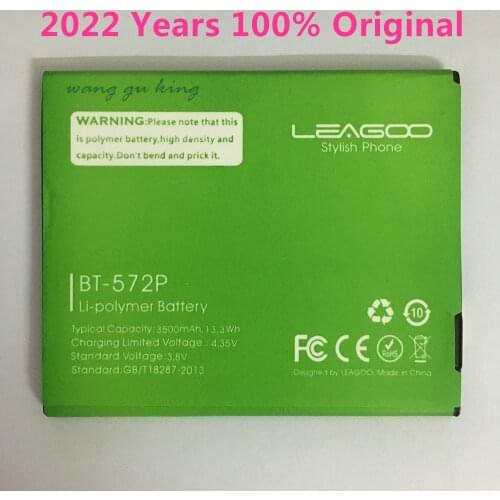 2022 Years 100% Original
wang gu king
WARNING: Please note that this
is polymer battery,high density and
capacity.Don't bend and prick it.
LEAGOO
Stylish Phone
BT-572P
Li-polymer Battery
Typical Capacity:3500mAh,13.3Wh
Charging Limited Voltage : 4.35V
Standard Voltage:3.8V
Standard:GB/T18287-2013
10
FC CE RoHS
Designed by LEAGOO, Made in China